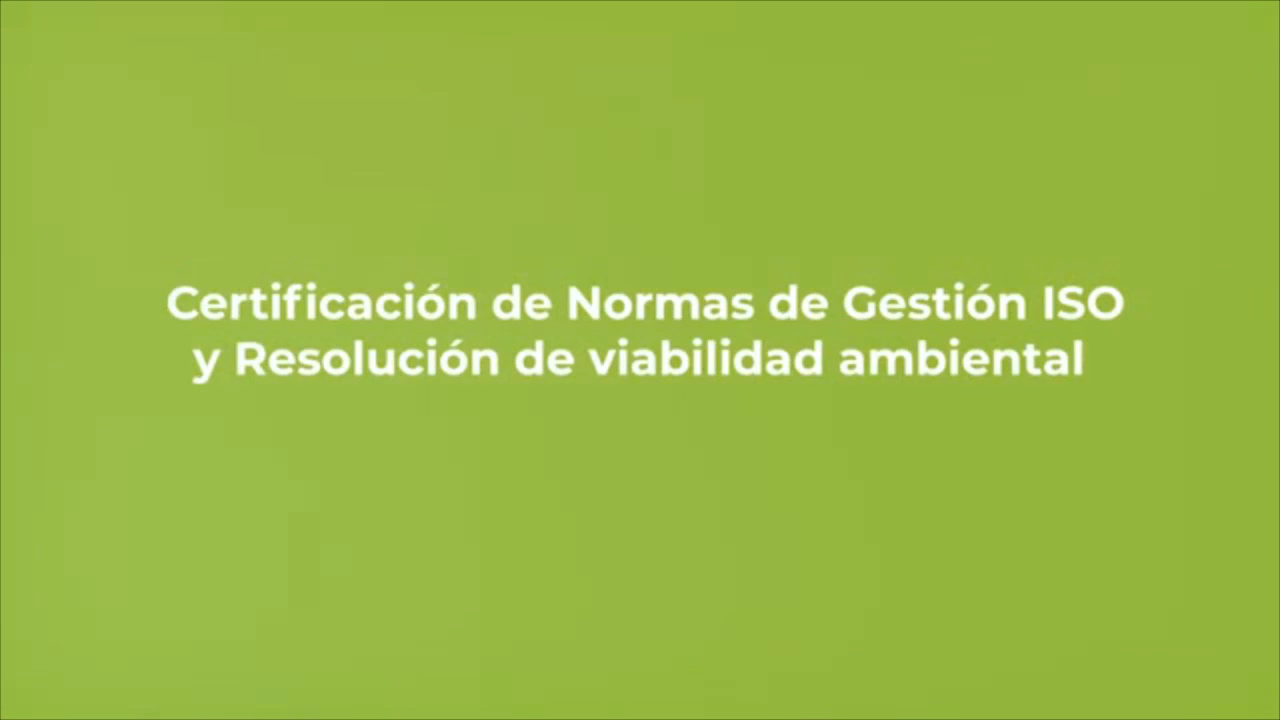 Certificación de Normas de Gestión ISO
y Resolución de viabilidad ambiental